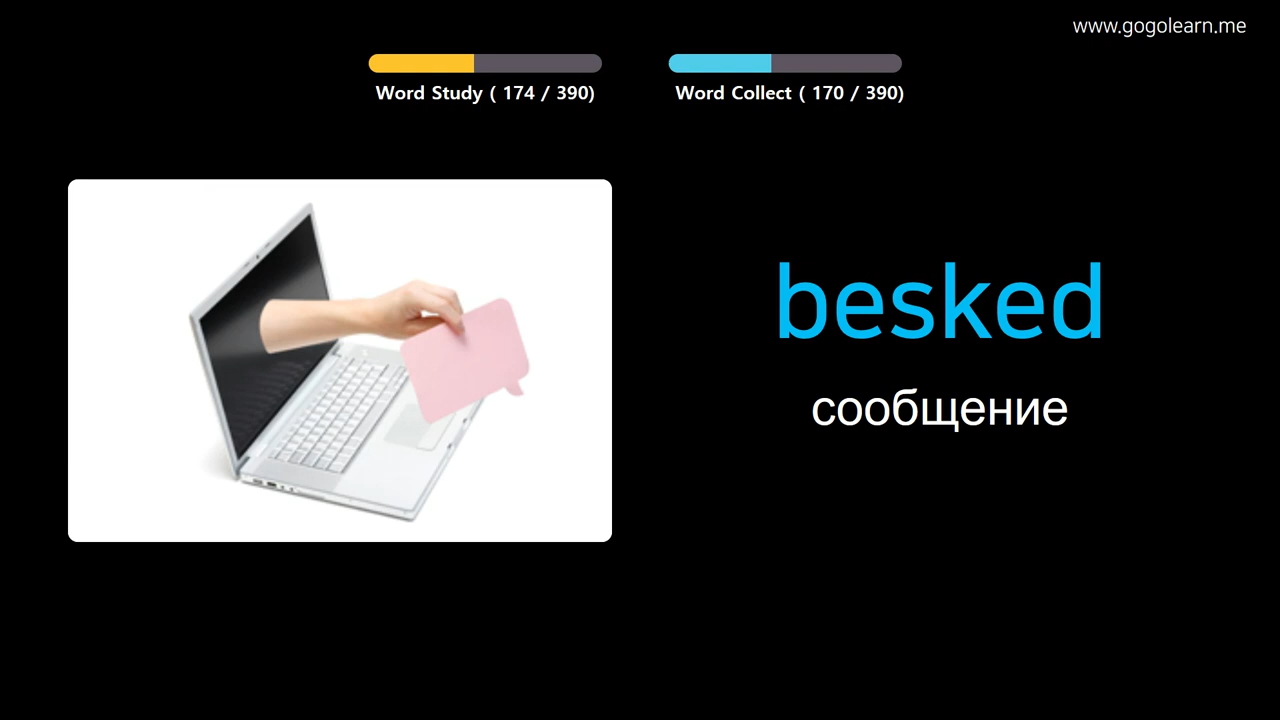 www.gogolearn.me
Word Study ( 174 / 390)
Word Collect ( 170 / 390)
besked
сообщение